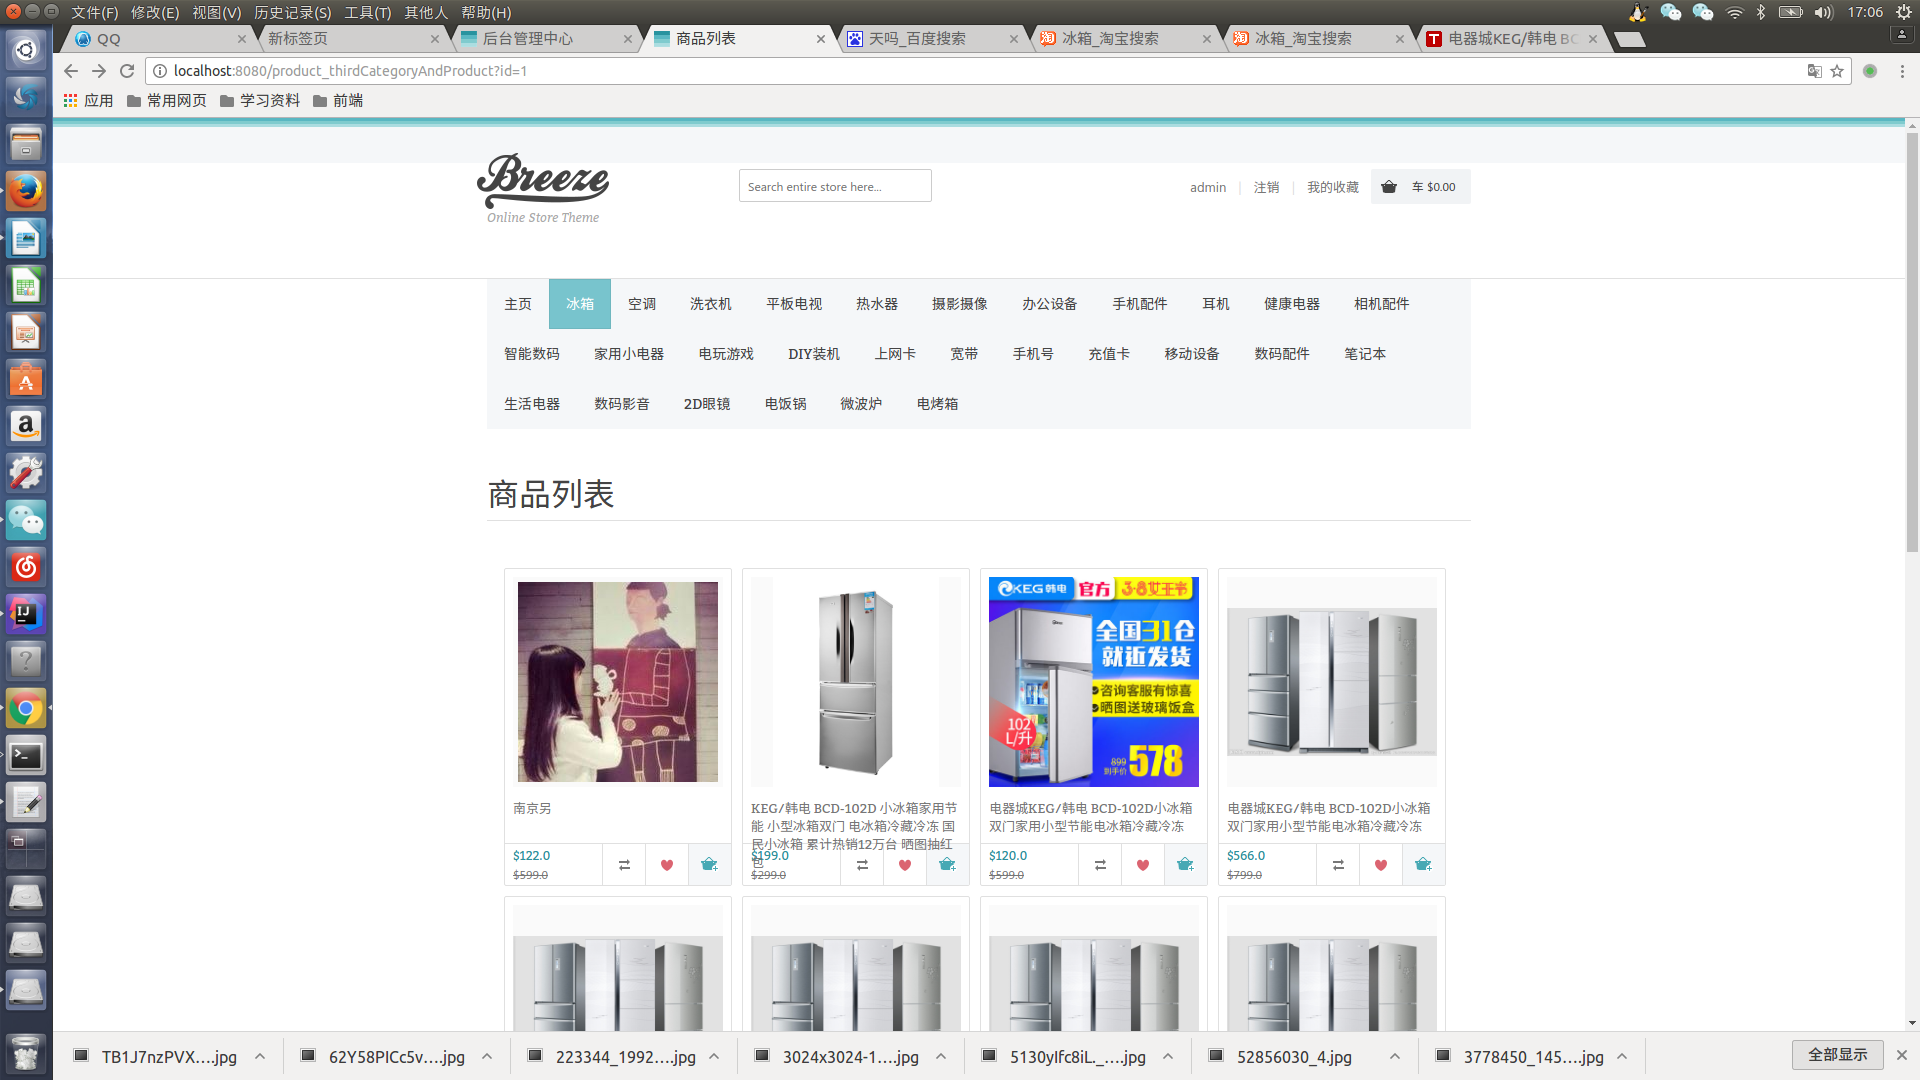 文件(F) 修改(E) 视图(V) 历史记录(S) 工具(T) 其他人 帮助(H) 17:06
QQ 新标签页 后台管理中心 商品列表 天吗_百度搜索 冰箱_淘宝搜索 冰箱_淘宝搜索 电器城KEG/韩电 BC
localhost:8080/product_thirdCategoryAndProduct?id=1
应用 常用网页 学习资料 前端
Breeze
Online Store Theme
Search entire store here...
admin | 注销 | 我的收藏 车 $0.00
主页 冰箱 空调 洗衣机 平板电视 热水器 摄影摄像 办公设备 手机配件 耳机 健康电器 相机配件
智能数码 家用小电器 电玩游戏 DIY装机 上网卡 宽带 手机号 充值卡 移动设备 数码配件 笔记本
生活电器 数码影音 2D眼镜 电饭锅 微波炉 电烤箱
商品列表
KEG 韩电 官方 3·8女王节
全国31仓
就近发货
咨询客服有惊喜
晒图送玻璃饭盒
102
L/升
899
到手价 578
南京另
$122.0
$599.0
KEG/韩电 BCD-102D 小冰箱家用节
能 小型冰箱双门 电冰箱冷藏冷冻 国
民小冰箱 累计热销12万台 晒图抽红
包
$199.0
$299.0
电器城KEG/韩电 BCD-102D小冰箱
双门家用小型节能电冰箱冷藏冷冻
$120.0
$599.0
电器城KEG/韩电 BCD-102D小冰箱
双门家用小型节能电冰箱冷藏冷冻
$566.0
$799.0
TB1J7nzPVX....jpg 62Y58PICc5v....jpg 223344_1992....jpg 3024x3024-1....jpg 5130ylfc8iL._....jpg 52856030_4.jpg 3778450_145....jpg 全部显示